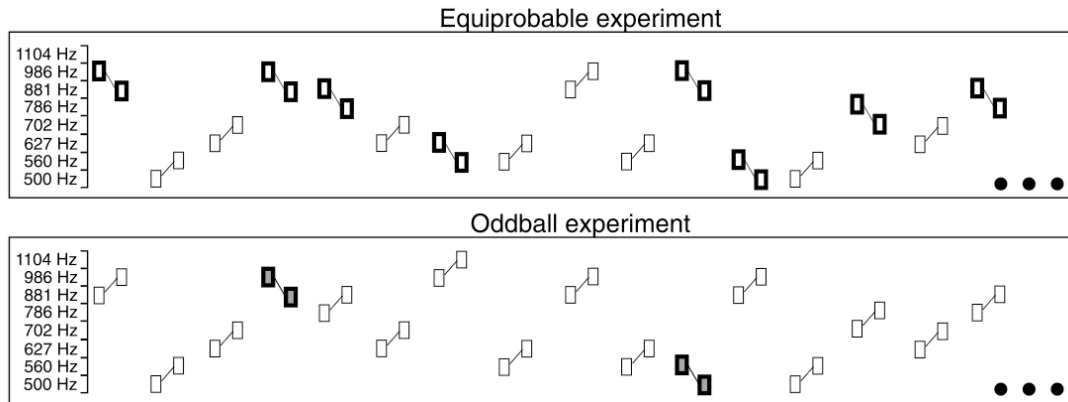 Equiprobable experiment
1104 Hz
986 Hz
881 Hz
786 Hz
702 Hz
627 Hz
560 Hz
500 Hz
Oddball experiment
1104 Hz
986 Hz
881 Hz
786 Hz
702 Hz
627 Hz
560 Hz
500 Hz